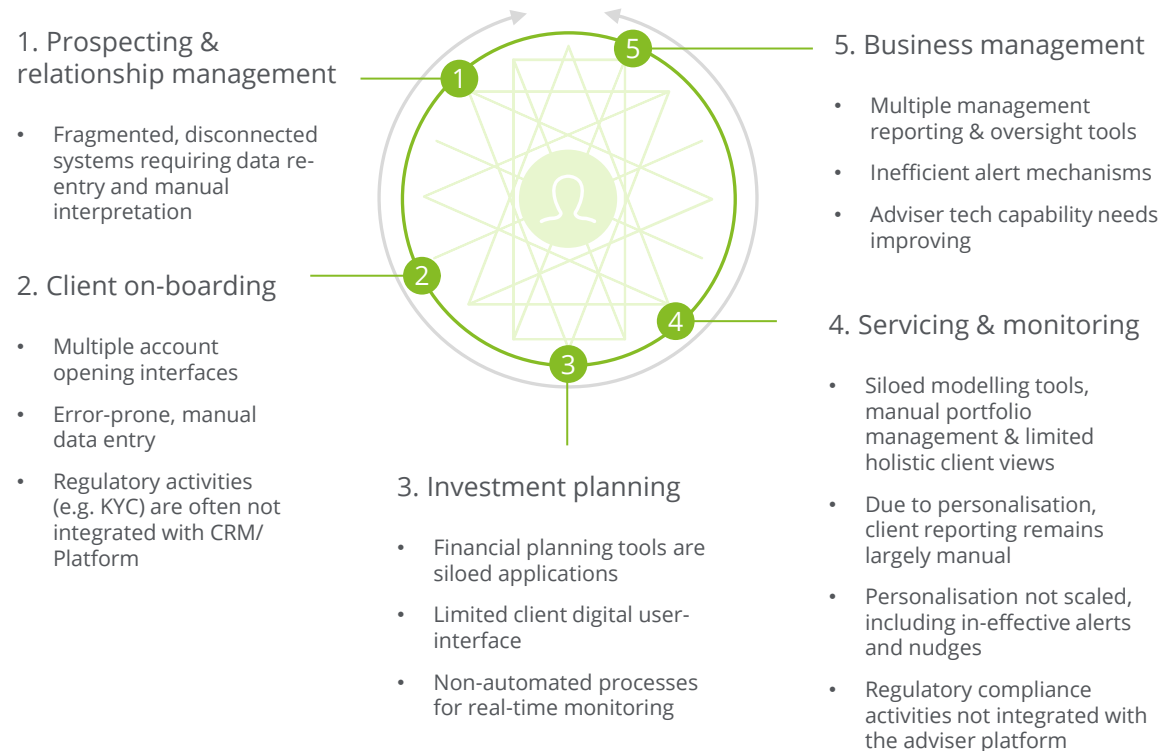 1. Prospecting &
relationship management
• Fragmented, disconnected
systems requiring data re-
entry and manual
interpretation
2. Client on-boarding
• Multiple account
opening interfaces
• Error-prone, manual
data entry
• Regulatory activities
(e.g. KYC) are often not
integrated with CRM/
Platform
1
2
3
4
5
3. Investment planning
• Financial planning tools are
siloed applications
• Limited client digital user-
interface
• Non-automated processes
for real-time monitoring
5. Business management
• Multiple management
reporting & oversight tools
• Inefficient alert mechanisms
• Adviser tech capability needs
improving
4. Servicing & monitoring
• Siloed modelling tools,
manual portfolio
management & limited
holistic client views
• Due to personalisation,
client reporting remains
largely manual
• Personalisation not scaled,
including in-effective alerts
and nudges
• Regulatory compliance
activities not integrated with
the adviser platform